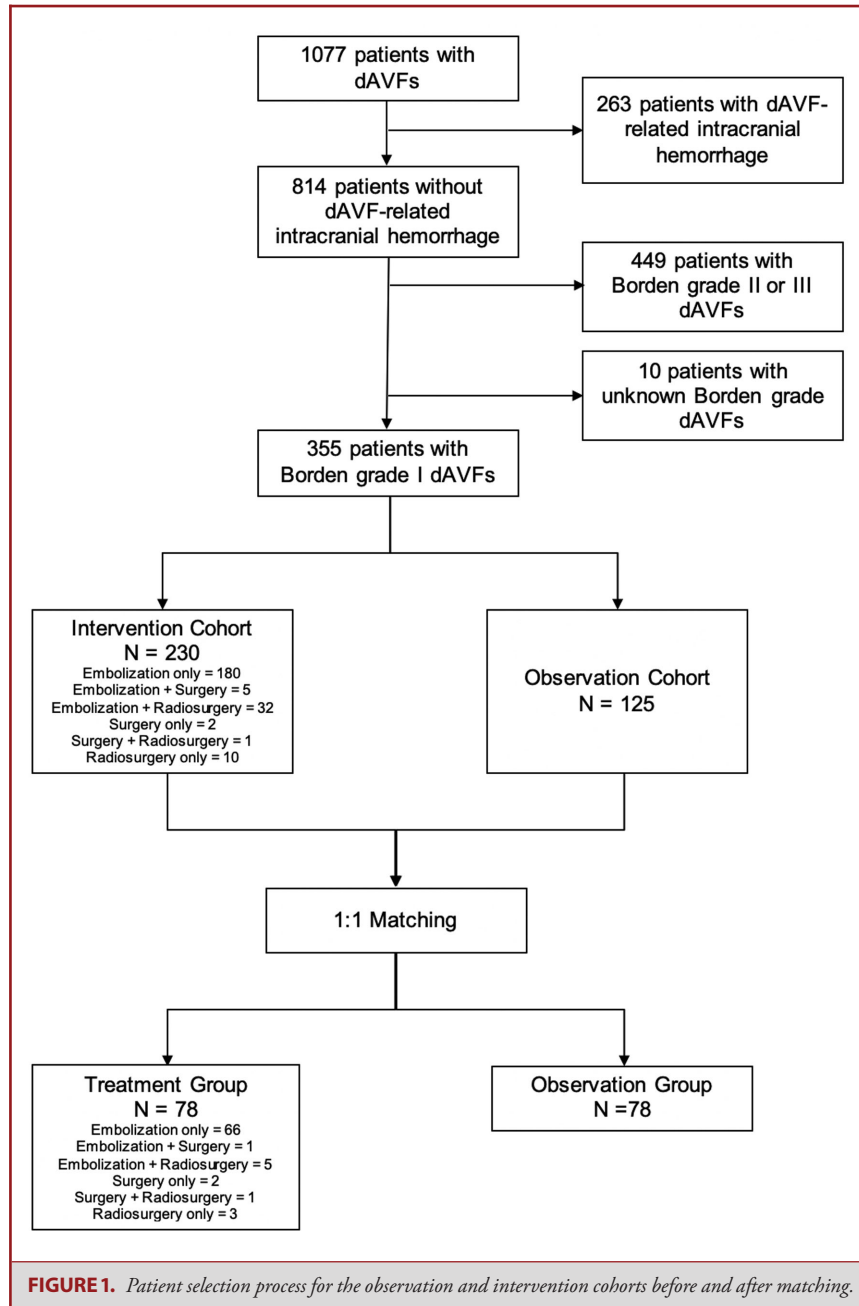 1077 patients with
dAVFs
263 patients with dAVF-
related intracranial
hemorrhage
814 patients without
dAVF-related
intracranial hemorrhage
449 patients with
Borden grade II or III
dAVFs
10 patients with
unknown Borden grade
dAVFs
355 patients with
Borden grade I dAVFs
Intervention Cohort
N = 230
Embolization only = 180
Embolization + Surgery = 5
Embolization + Radiosurgery = 32
Surgery only = 2
Surgery + Radiosurgery = 1
Radiosurgery only = 10
Observation Cohort
N = 125
1:1 Matching
Treatment Group
N = 78
Embolization only = 66
Embolization + Surgery = 1
Embolization + Radiosurgery = 5
Surgery only = 2
Surgery + Radiosurgery = 1
Radiosurgery only = 3
Observation Group
N =78
FIGURE 1. Patient selection process for the observation and intervention cohorts before and after matching.